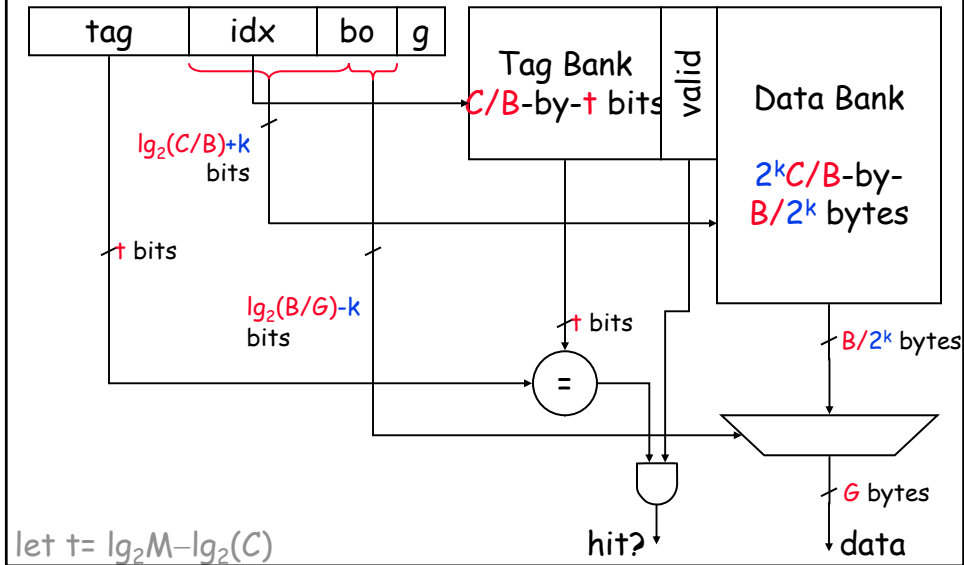 tag idx bo g
Tag Bank
C/B-by-t bits
valid
Data Bank
2ᵏC/B-by-
B/2ᵏ bytes
lg₂(C/B)+k
bits
t bits
lg₂(B/G)-k
bits
t bits
B/2ᵏ bytes
=
G bytes
let t= lg₂M−lg₂(C)
hit?
data